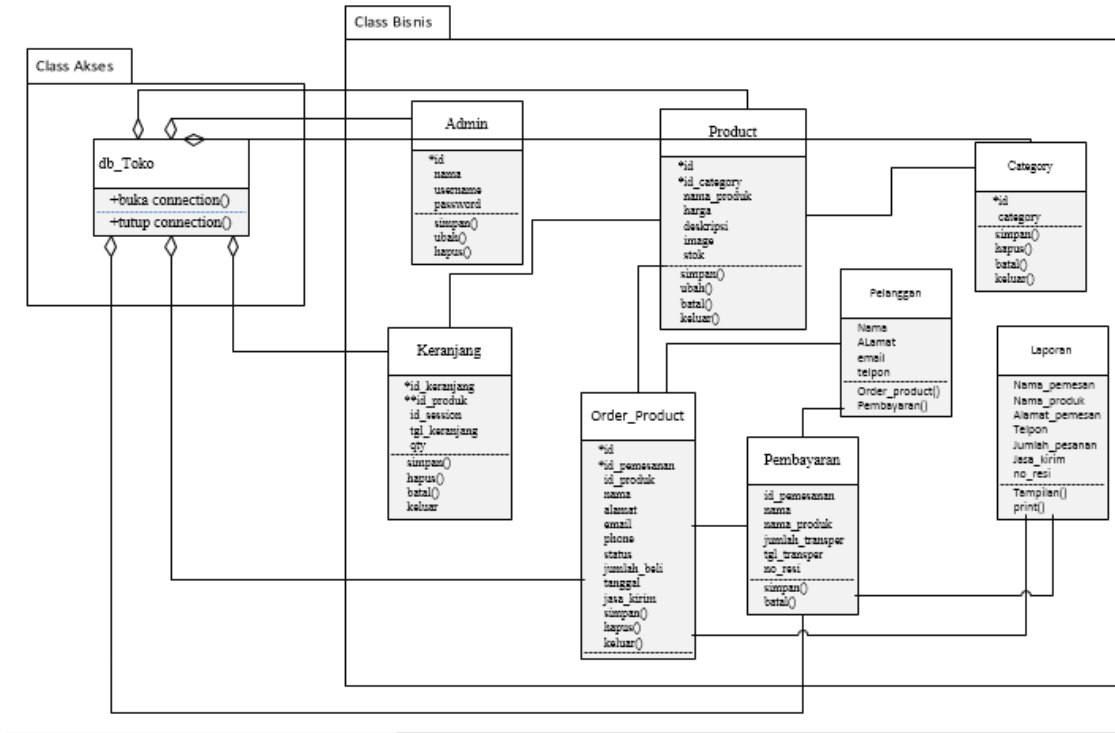 Class Bisnis
Class Akses
db_Toko
+buka connection()
+tutup connection()
Admin
*id
nama
username
password
simpan()
ubah()
hapus()
Product
*id
*id_category
nama_produk
harga
deskripsi
image
stok
simpan()
ubah()
batal()
keluar()
Category
*id
category
simpan()
hapus()
batal()
keluar()
Keranjang
*id_keranjang
**id_produk
id_session
tgl_keranjang
qty
simpan()
hapus()
batal()
keluar
Order_Product
*id
*id_pemesanan
id_produk
nama
alamat
email
phone
status
jumlah_beli
tanggal
jasa_kirim
simpan()
hapus()
keluar()
Pelanggan
Nama
ALamat
email
telpon
Order_product()
Pembayaran()
Pembayaran
id_pemesanan
nama
nama_produk
jumlah_transper
tgl_transper
no_resi
simpan()
batal()
Laporan
Nama_pemesan
Nama_produk
Alamat_pemesan
Telpon
Jumlah_pesanan
Jasa_kirim
no_resi
Tampilan()
print()